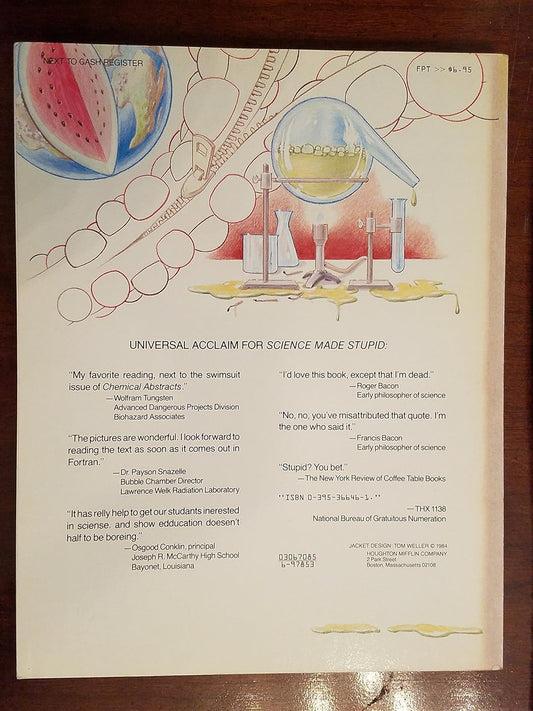 NEXT TO CASH REGISTER
FPT >> $6.95
UNIVERSAL ACCLAIM FOR SCIENCE MADE STUPID:
"My favorite reading, next to the swimsuit
issue of Chemical Abstracts."
—Wolfram Tungsten
Advanced Dangerous Projects Division
Biohazard Associates
"The pictures are wonderful. I look forward to
reading the text as soon as it comes out in
Fortran."
—Dr. Payson Snazelle
Bubble Chamber Director
Lawrence Welk Radiation Laboratory
"It has relly help to get our studants inerested
in sciense. and show edducation doesen't
half to be boreing."
—Osgood Conklin, principal
Joseph R. McCarthy High School
Bayonet, Louisiana
"I'd love this book, except that I'm dead."
—Roger Bacon
Early philosopher of science
"No, no, you've misattributed that quote. I'm
the one who said it."
—Francis Bacon
Early philosopher of science
"Stupid? You bet."
—The New York Review of Coffee Table Books
"ISBN 0-395-36646-1."
—THX 1138
National Bureau of Gratuitous Numeration
JACKET DESIGN: TOM WELLER © 1984
HOUGHTON MIFFLIN COMPANY
2 Park Street
Boston, Massachusetts 02108
03067085
6-97853